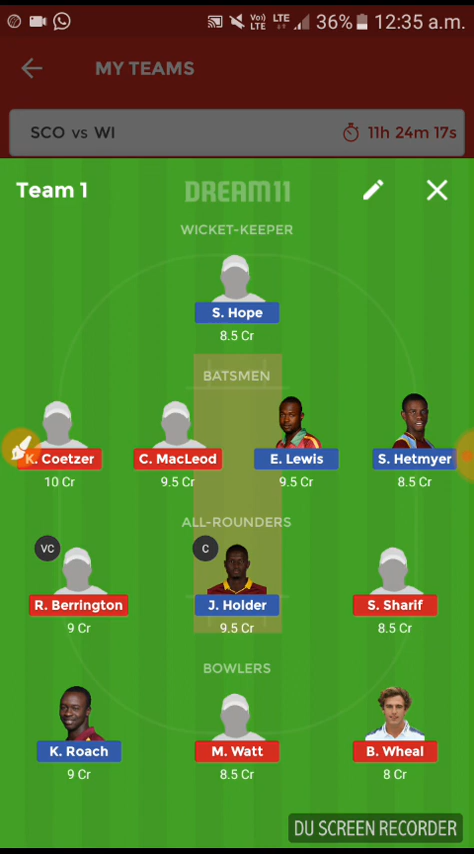 Vo) LTE LTE 36% 12:35 a.m.
MY TEAMS
SCO vs WI 11h 24m 17s
Team 1 DREAM11
WICKET-KEEPER
S. Hope
8.5 Cr
BATSMEN
K. Coetzer C. MacLeod E. Lewis S. Hetmyer
10 Cr 9.5 Cr 9.5 Cr 8.5 Cr
ALL-ROUNDERS
VC C
R. Berrington J. Holder S. Sharif
9 Cr 9.5 Cr 8.5 Cr
BOWLERS
K. Roach M. Watt B. Wheal
9 Cr 8.5 Cr 8 Cr
DU SCREEN RECORDER